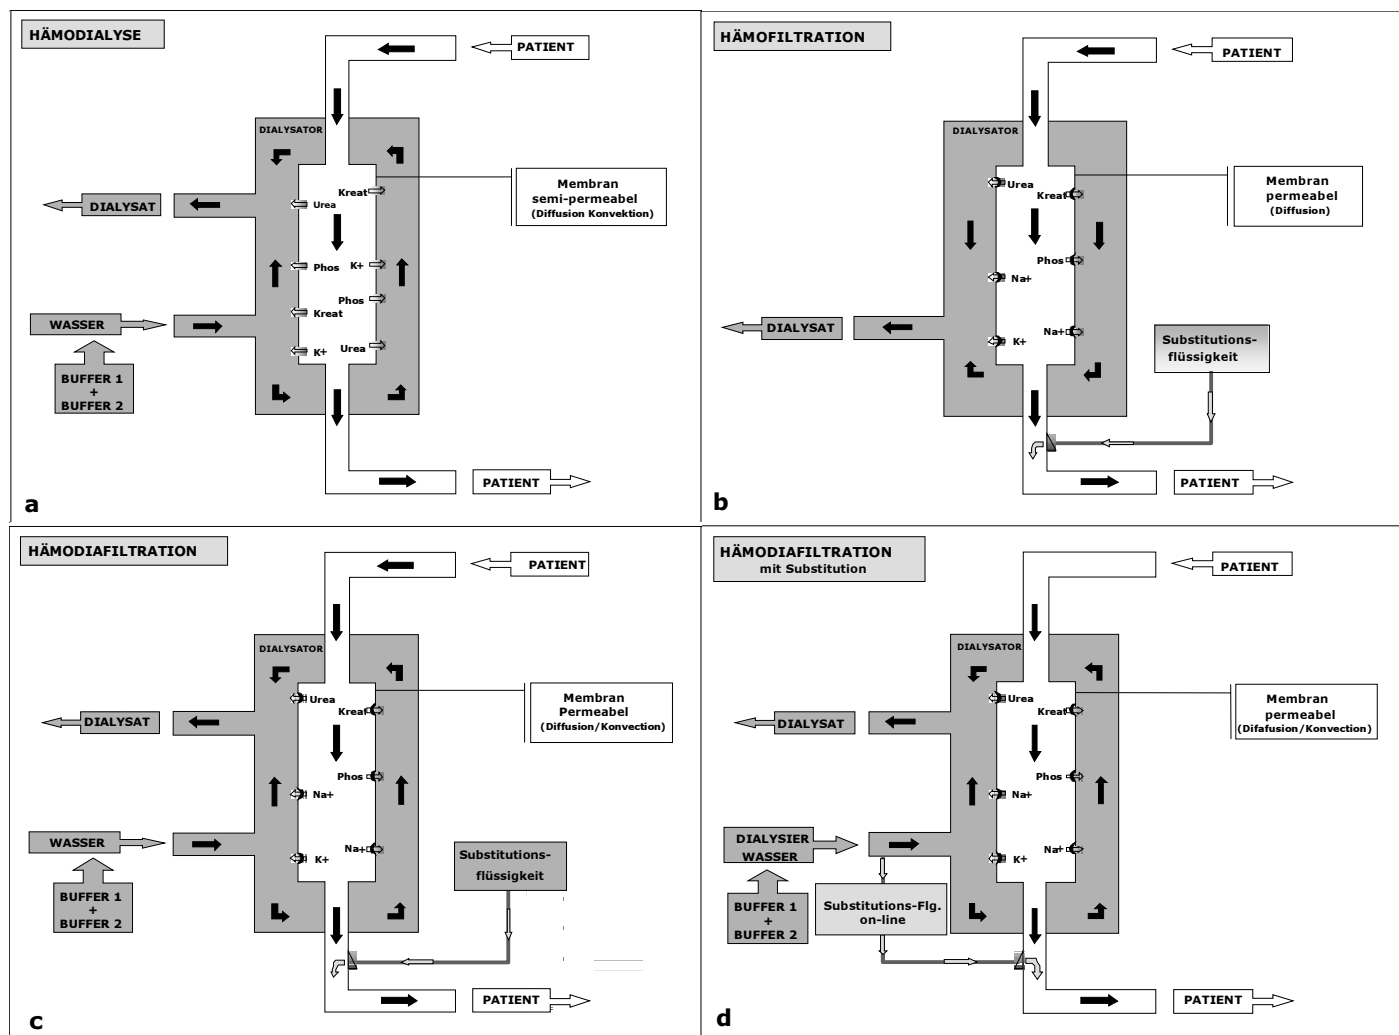 HÄMODIALYSE
PATIENT
DIALYSATOR
Kreat
Urea
Membran
semi-permeabel
(Diffusion Konvektion)
DIALYSAT
Phos
K+
Phos
Kreat
WASSER
K+
Urea
BUFFER 1
+
BUFFER 2
PATIENT
a
HÄMOFILTRATION
PATIENT
DIALYSATOR
Urea
Kreat
Membran
permeabel
(Diffusion)
Phos
Na+
DIALYSAT
Na+
K+
Substitutions-
flüssigkeit
PATIENT
b
HÄMODIAFILTRATION
PATIENT
DIALYSATOR
Urea
Kreat
Membran
Permeabel
(Diffusion/Konvection)
DIALYSAT
Phos
Na+
WASSER
Na+
K+
Substitutions-
flüssigkeit
BUFFER 1
+
BUFFER 2
PATIENT
c
HÄMODIAFILTRATION
mit Substitution
PATIENT
DIALYSATOR
Urea
Kreat
Membran
permeabel
(Difafusion/Konvection)
DIALYSAT
Phos
Na+
DIALYSIER
WASSER
Na+
K+
BUFFER 1
+
BUFFER 2
Substitutions-Flg.
on-line
PATIENT
d